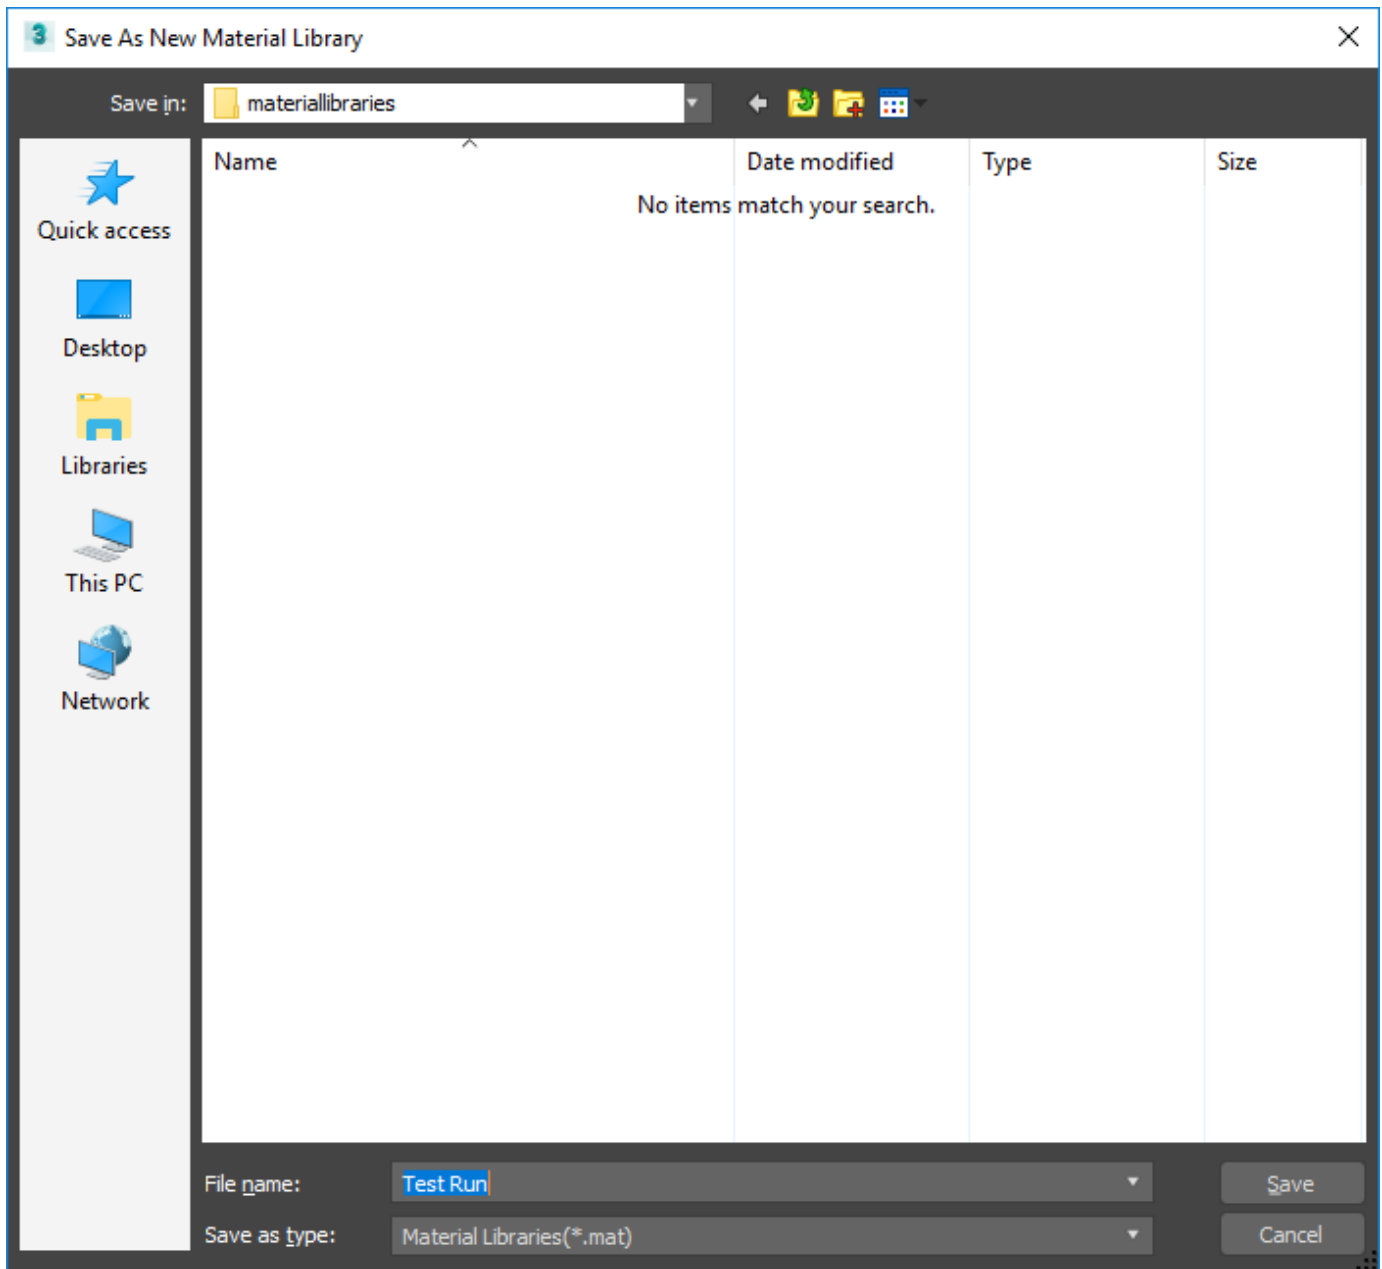 3 Save As New Material Library
Save in: materiallibraries
Name Date modified Type Size
No items match your search.
Quick access
Desktop
Libraries
This PC
Network
File name: Test Run Save
Save as type: Material Libraries(*.mat) Cancel